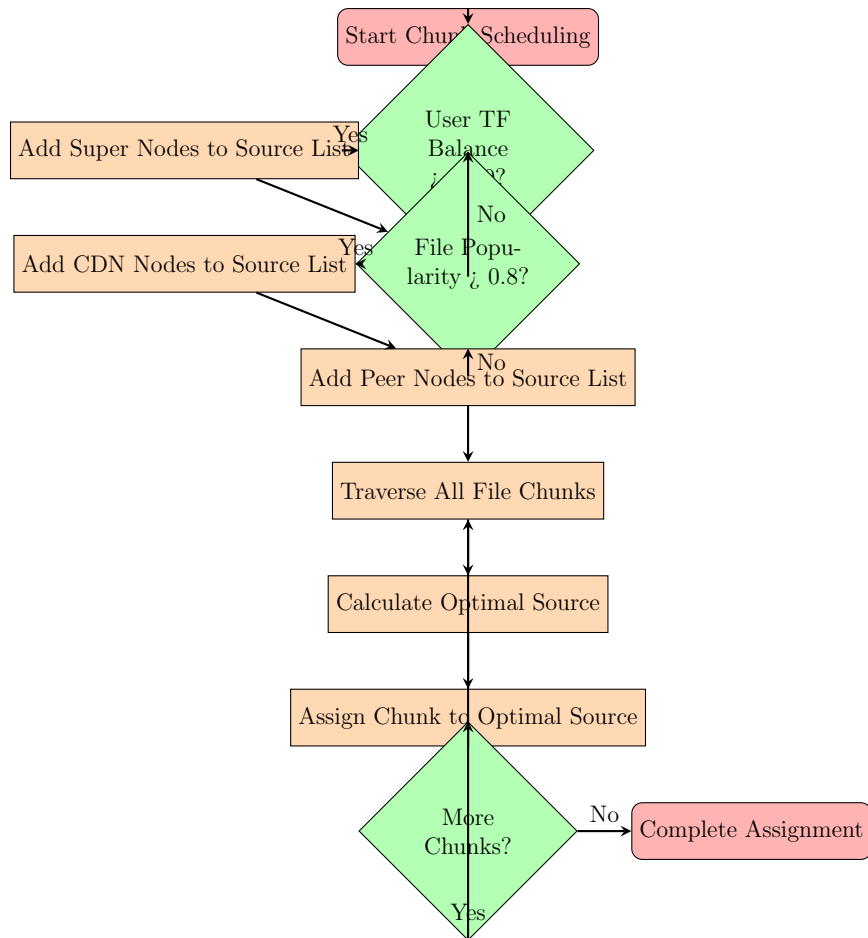 Start Chunk Scheduling
User TF
Balance
¿
?
Yes
Add Super Nodes to Source List
No
File Popu-
larity ¿ 0.8?
Yes
Add CDN Nodes to Source List
No
Add Peer Nodes to Source List
Traverse All File Chunks
Calculate Optimal Source
Assign Chunk to Optimal Source
More
Chunks?
No
Complete Assignment
Yes